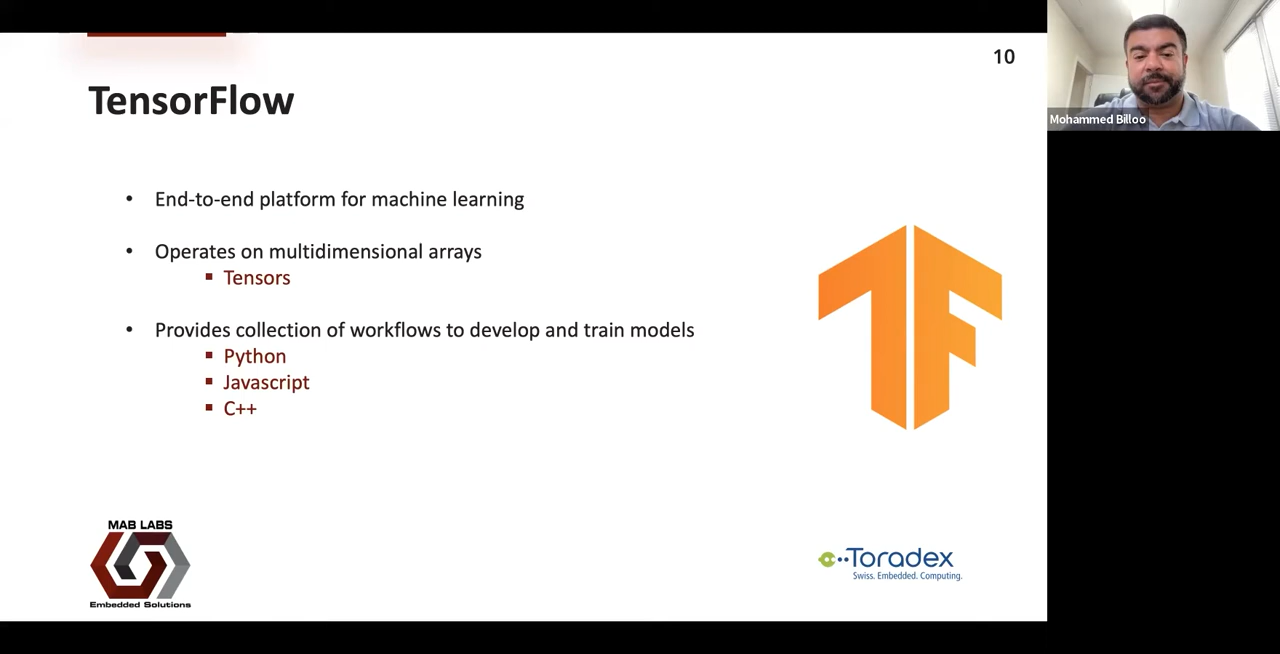 10
TensorFlow
• End-to-end platform for machine learning
• Operates on multidimensional arrays
▪ Tensors
• Provides collection of workflows to develop and train models
▪ Python
▪ Javascript
▪ C++
MAB LABS
Embedded Solutions
Toradex
Swiss. Embedded. Computing.
Mohammed Billoo